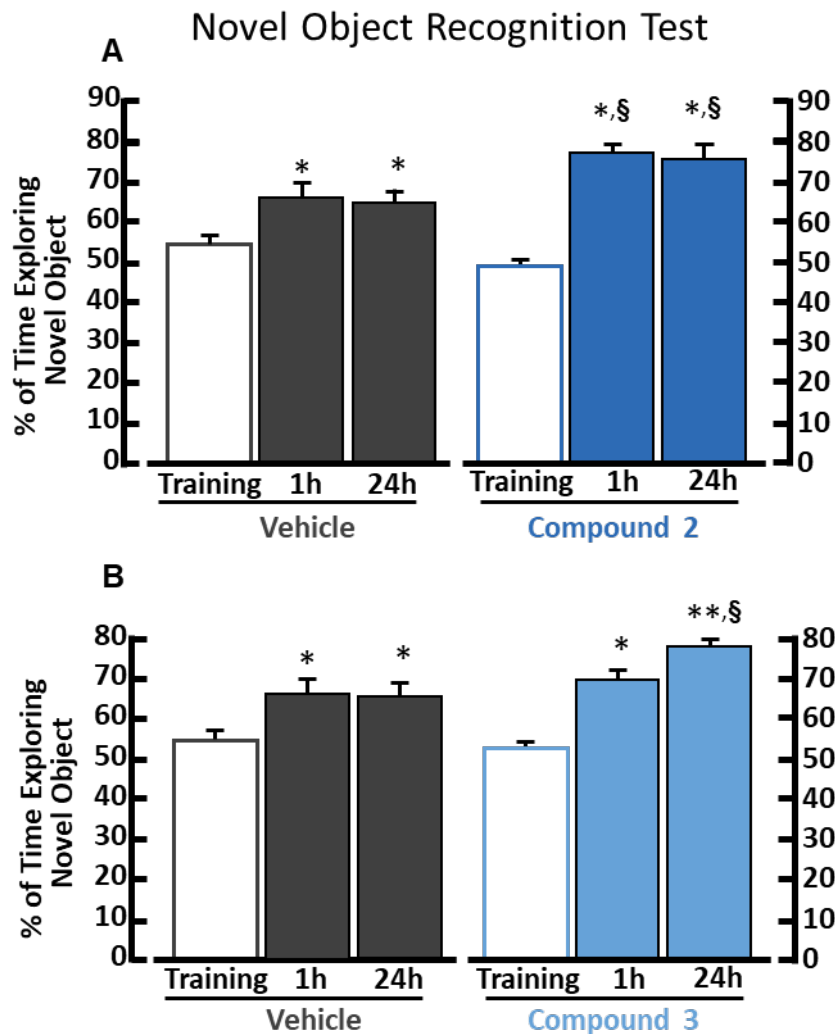 Novel Object Recognition Test
A
% of Time Exploring
Novel Object
90
80
70
60
50
40
30
20
10
0
* *
*,§ *,§
90
80
70
60
50
40
30
20
10
0
Training 1h 24h
Vehicle
Training 1h 24h
Compound 2
B
% of Time Exploring
Novel Object
80
70
60
50
40
30
20
10
0
* *
* **,§
80
70
60
50
40
30
20
10
0
Training 1h 24h
Vehicle
Training 1h 24h
Compound 3